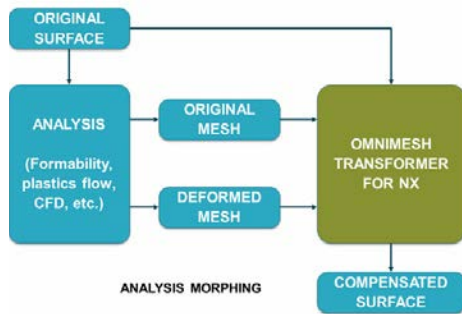 ORIGINAL
SURFACE
ANALYSIS
(Formability,
plastics flow,
CFD, etc.)
ORIGINAL
MESH
DEFORMED
MESH
OMNIMESH
TRANSFORMER
FOR NX
ANALYSIS MORPHING
COMPENSATED
SURFACE